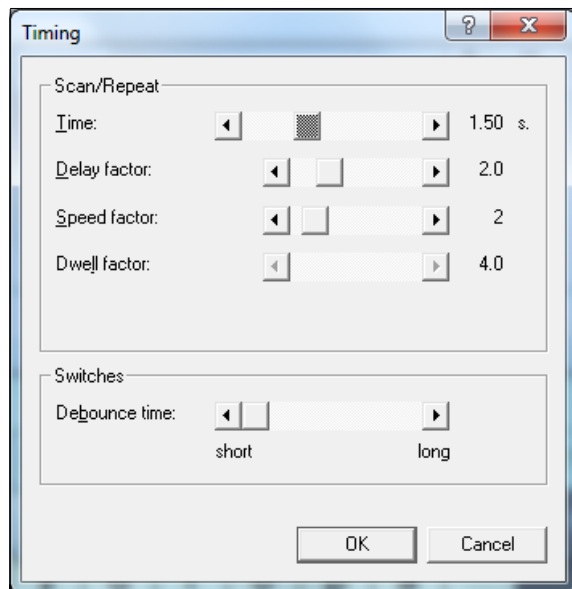 Timing
Scan/Repeat
Time: 1.50 s.
Delay factor: 2.0
Speed factor: 2
Dwell factor: 4.0
Switches
Debounce time:
short long
OK Cancel